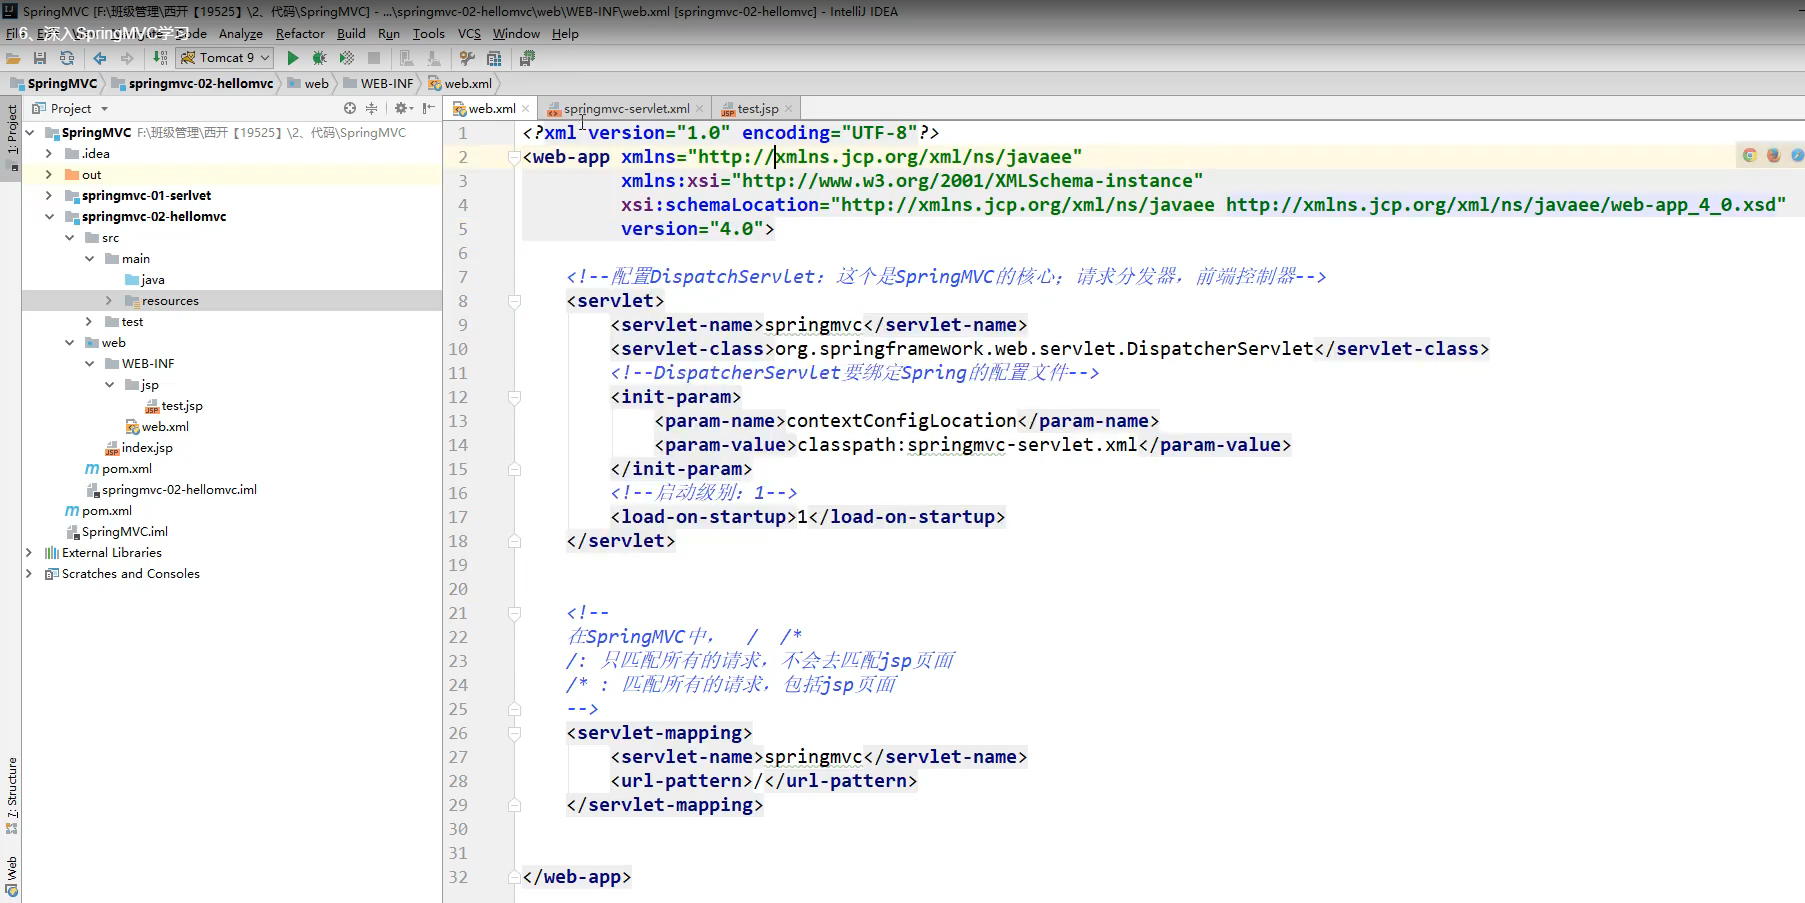 SpringMVC [F:\班级管理\西开【19525】\2、代码\SpringMVC] - ...\springmvc-02-hellomvc\web\WEB-INF\web.xml [springmvc-02-hellomvc] - IntelliJ IDEA
6、深入SpringMVC学习
Analyze Refactor Build Run Tools VCS Window Help
Tomcat 9
SpringMVC springmvc-02-hellomvc web WEB-INF web.xml
Project
web.xml springmvc-servlet.xml test.jsp
1: Project
SpringMVC F:\班级管理\西开【19525】\2、代码\SpringMVC
.idea
out
springmvc-01-serlvet
springmvc-02-hellomvc
src
main
java
resources
test
web
WEB-INF
jsp
test.jsp
web.xml
index.jsp
pom.xml
springmvc-02-hellomvc.iml
pom.xml
SpringMVC.iml
External Libraries
Scratches and Consoles
7: Structure
Web
1 <?xml version="1.0" encoding="UTF-8"?>
2 <web-app xmlns="http://xmlns.jcp.org/xml/ns/javaee"
3 xmlns:xsi="http://www.w3.org/2001/XMLSchema-instance"
4 xsi:schemaLocation="http://xmlns.jcp.org/xml/ns/javaee http://xmlns.jcp.org/xml/ns/javaee/web-app_4_0.xsd"
5 version="4.0">
6
7 <!--配置DispatchServlet：这个是SpringMVC的核心；请求分发器，前端控制器-->
8 <servlet>
9 <servlet-name>springmvc</servlet-name>
10 <servlet-class>org.springframework.web.servlet.DispatcherServlet</servlet-class>
11 <!--DispatcherServlet要绑定Spring的配置文件-->
12 <init-param>
13 <param-name>contextConfigLocation</param-name>
14 <param-value>classpath:springmvc-servlet.xml</param-value>
15 </init-param>
16 <!--启动级别：1-->
17 <load-on-startup>1</load-on-startup>
18 </servlet>
19
20
21 <!--
22 在SpringMVC中， / /*
23 /: 只匹配所有的请求，不会去匹配jsp页面
24 /* : 匹配所有的请求，包括jsp页面
25 -->
26 <servlet-mapping>
27 <servlet-name>springmvc</servlet-name>
28 <url-pattern>/</url-pattern>
29 </servlet-mapping>
30
31
32 </web-app>